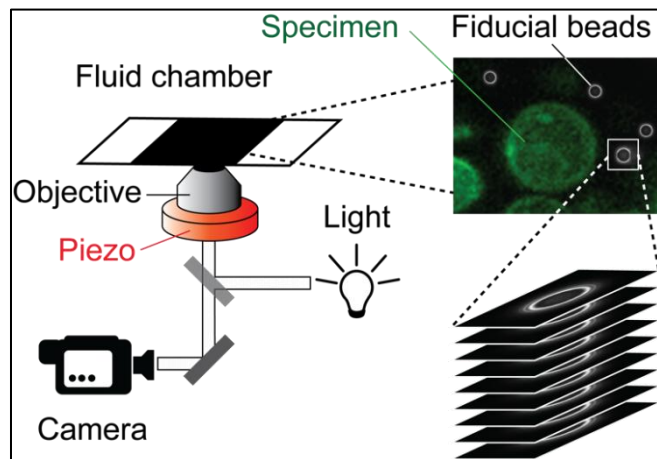 Specimen
Fiducial beads
Fluid chamber
Objective
Piezo
Light
Camera